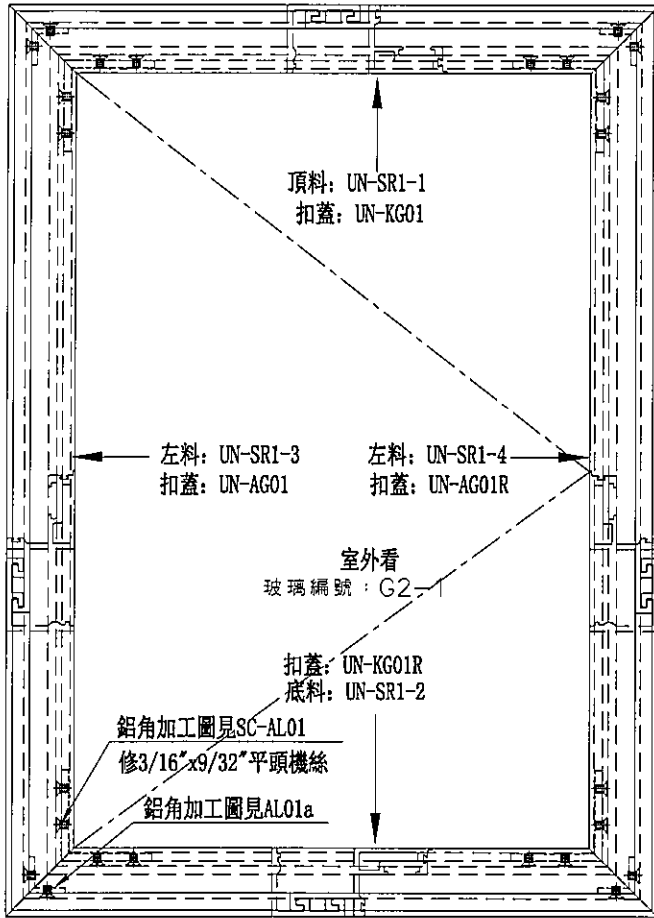 頂料: UN-SR1-1
扣蓋: UN-KG01
左料: UN-SR1-3
扣蓋: UN-AG01
左料: UN-SR1-4
扣蓋: UN-AG01R
室外看
玻璃編號：G2-1
扣蓋: UN-KG01R
底料: UN-SR1-2
鋁角加工圖見SC-AL01
修3/16"x9/32"平頭機絲
鋁角加工圖見AL01a